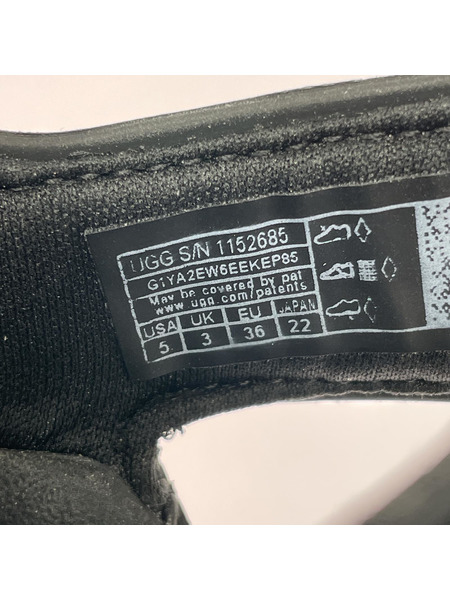 UGG S/N 1152685
G1YA2EW6EEKEP85
May be covered by pat
www.ugg.com/patents
USA UK EU JAPAN
5 3 36 22